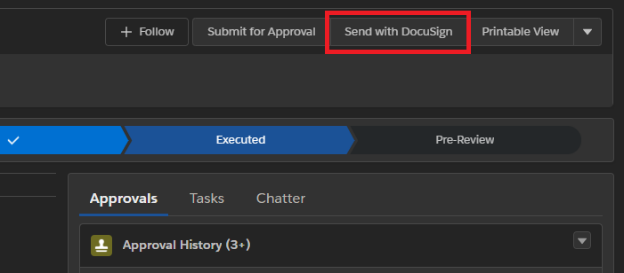 + Follow Submit for Approval Send with DocuSign Printable View
Executed Pre-Review
Approvals Tasks Chatter
Approval History (3+)